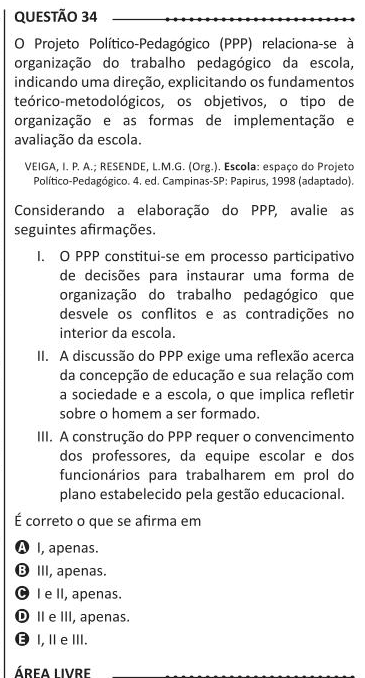 QUESTÃO 34
O Projeto Político-Pedagógico (PPP) relaciona-se à
organização do trabalho pedagógico da escola,
indicando uma direção, explicitando os fundamentos
teórico-metodológicos, os objetivos, o tipo de
organização e as formas de implementação e
avaliação da escola.
VEIGA, I. P. A.; RESENDE, L.M.G. (Org.). Escola: espaço do Projeto
Político-Pedagógico. 4. ed. Campinas-SP: Papirus, 1998 (adaptado).
Considerando a elaboração do PPP, avalie as
seguintes afirmações.
I. O PPP constitui-se em processo participativo
de decisões para instaurar uma forma de
organização do trabalho pedagógico que
desvele os conflitos e as contradições no
interior da escola.
II. A discussão do PPP exige uma reflexão acerca
da concepção de educação e sua relação com
a sociedade e a escola, o que implica refletir
sobre o homem a ser formado.
III. A construção do PPP requer o convencimento
dos professores, da equipe escolar e dos
funcionários para trabalharem em prol do
plano estabelecido pela gestão educacional.
É correto o que se afirma em
A I, apenas.
B III, apenas.
C I e II, apenas.
D II e III, apenas.
E I, II e III.
ÁREA LIVRE